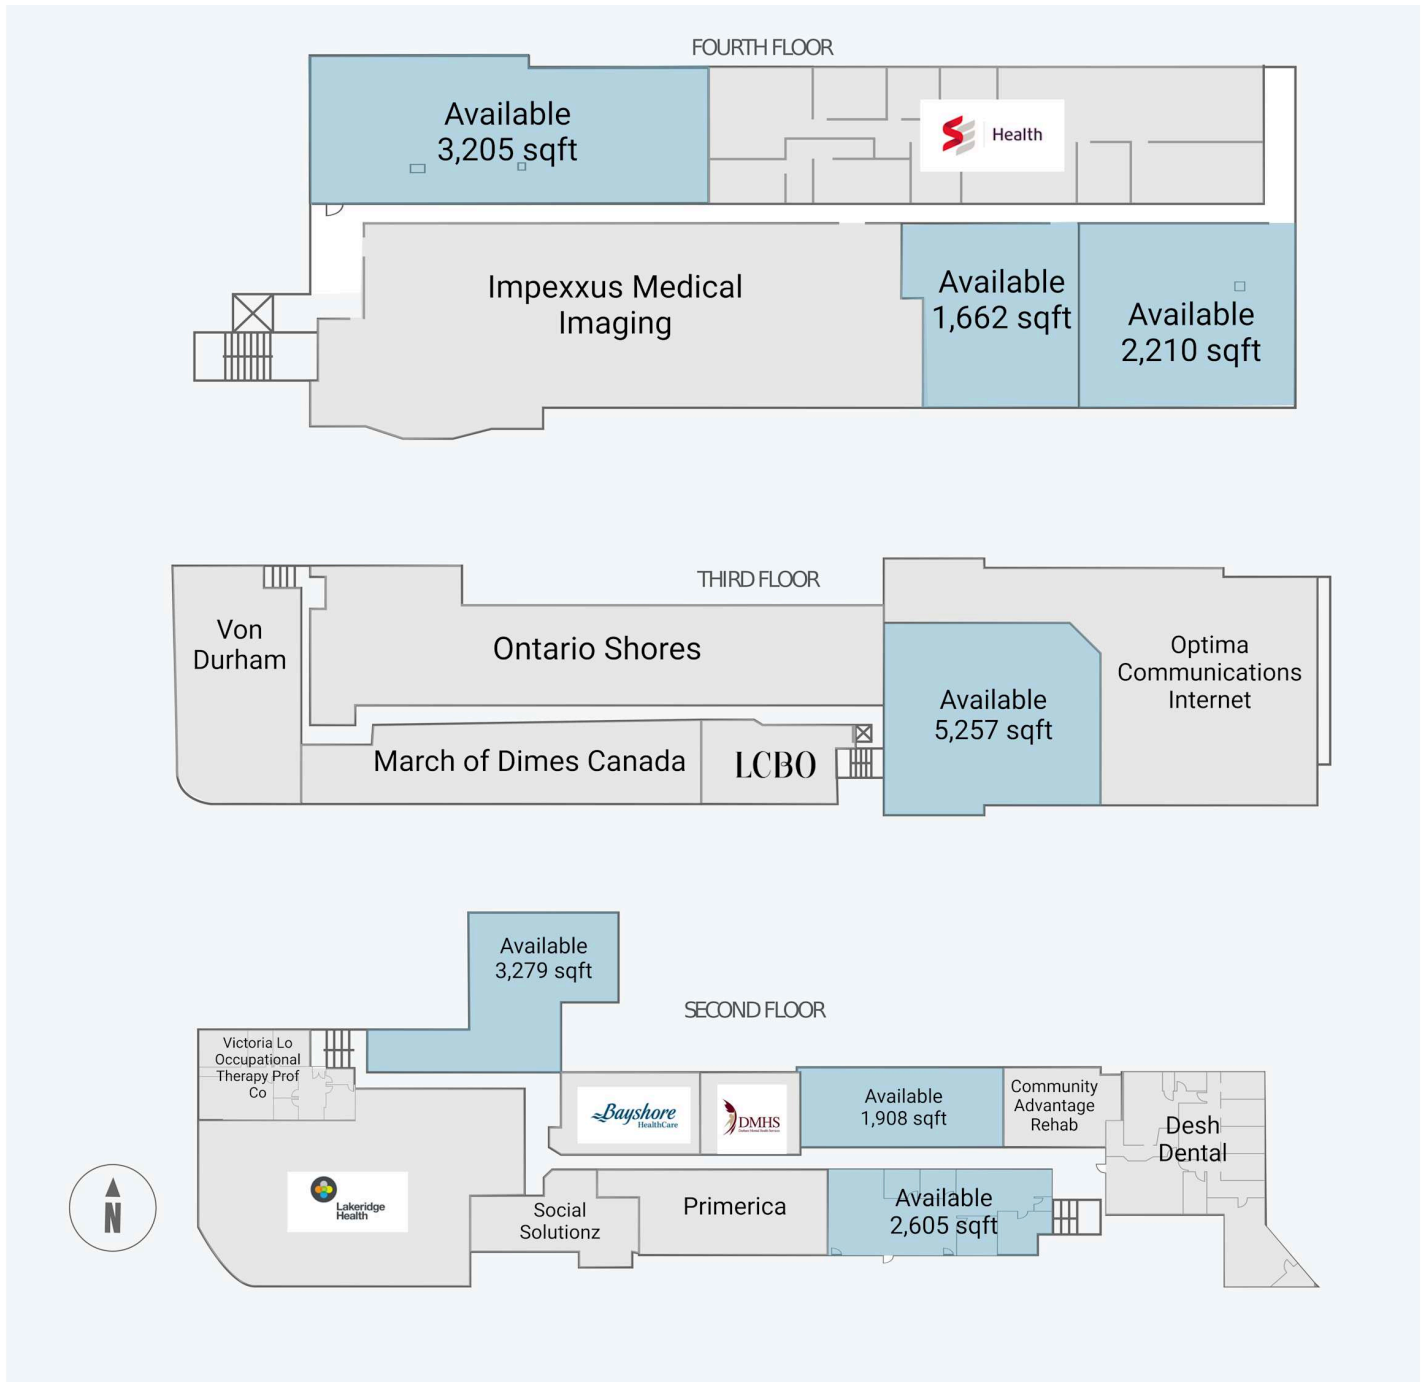 FOURTH FLOOR
Available
3,205 sqft
Health
Impexxus Medical
Imaging
Available
1,662 sqft
Available
2,210 sqft
THIRD FLOOR
Von
Durham
Ontario Shores
Optima
Communications
Internet
Available
5,257 sqft
March of Dimes Canada
LCBO
Available
3,279 sqft
SECOND FLOOR
Victoria Lo
Occupational
Therapy Prof
Co
Bayshore
HealthCare
DMHS
Available
1,908 sqft
Community
Advantage
Rehab
Desh
Dental
Lakeridge
Health
Social
Solutionz
Primerica
Available
2,605 sqft
N